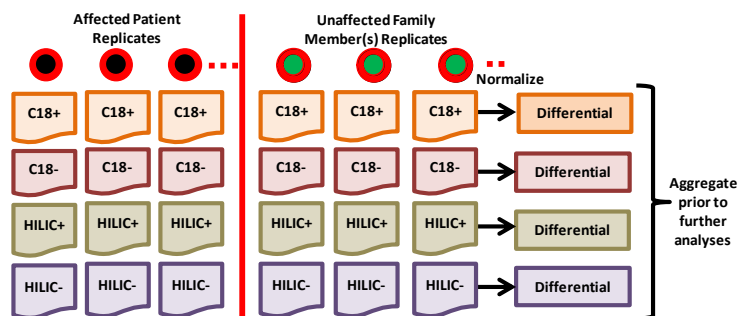 Affected Patient
Replicates
Unaffected Family
Member(s) Replicates
Normalize
C18+ C18+ C18+ C18+ C18+ C18+ Differential
C18- C18- C18- C18- C18- C18- Differential
HILIC+ HILIC+ HILIC+ HILIC+ HILIC+ HILIC+ Differential
HILIC- HILIC- HILIC- HILIC- HILIC- HILIC- Differential
Aggregate
prior to
further
analyses